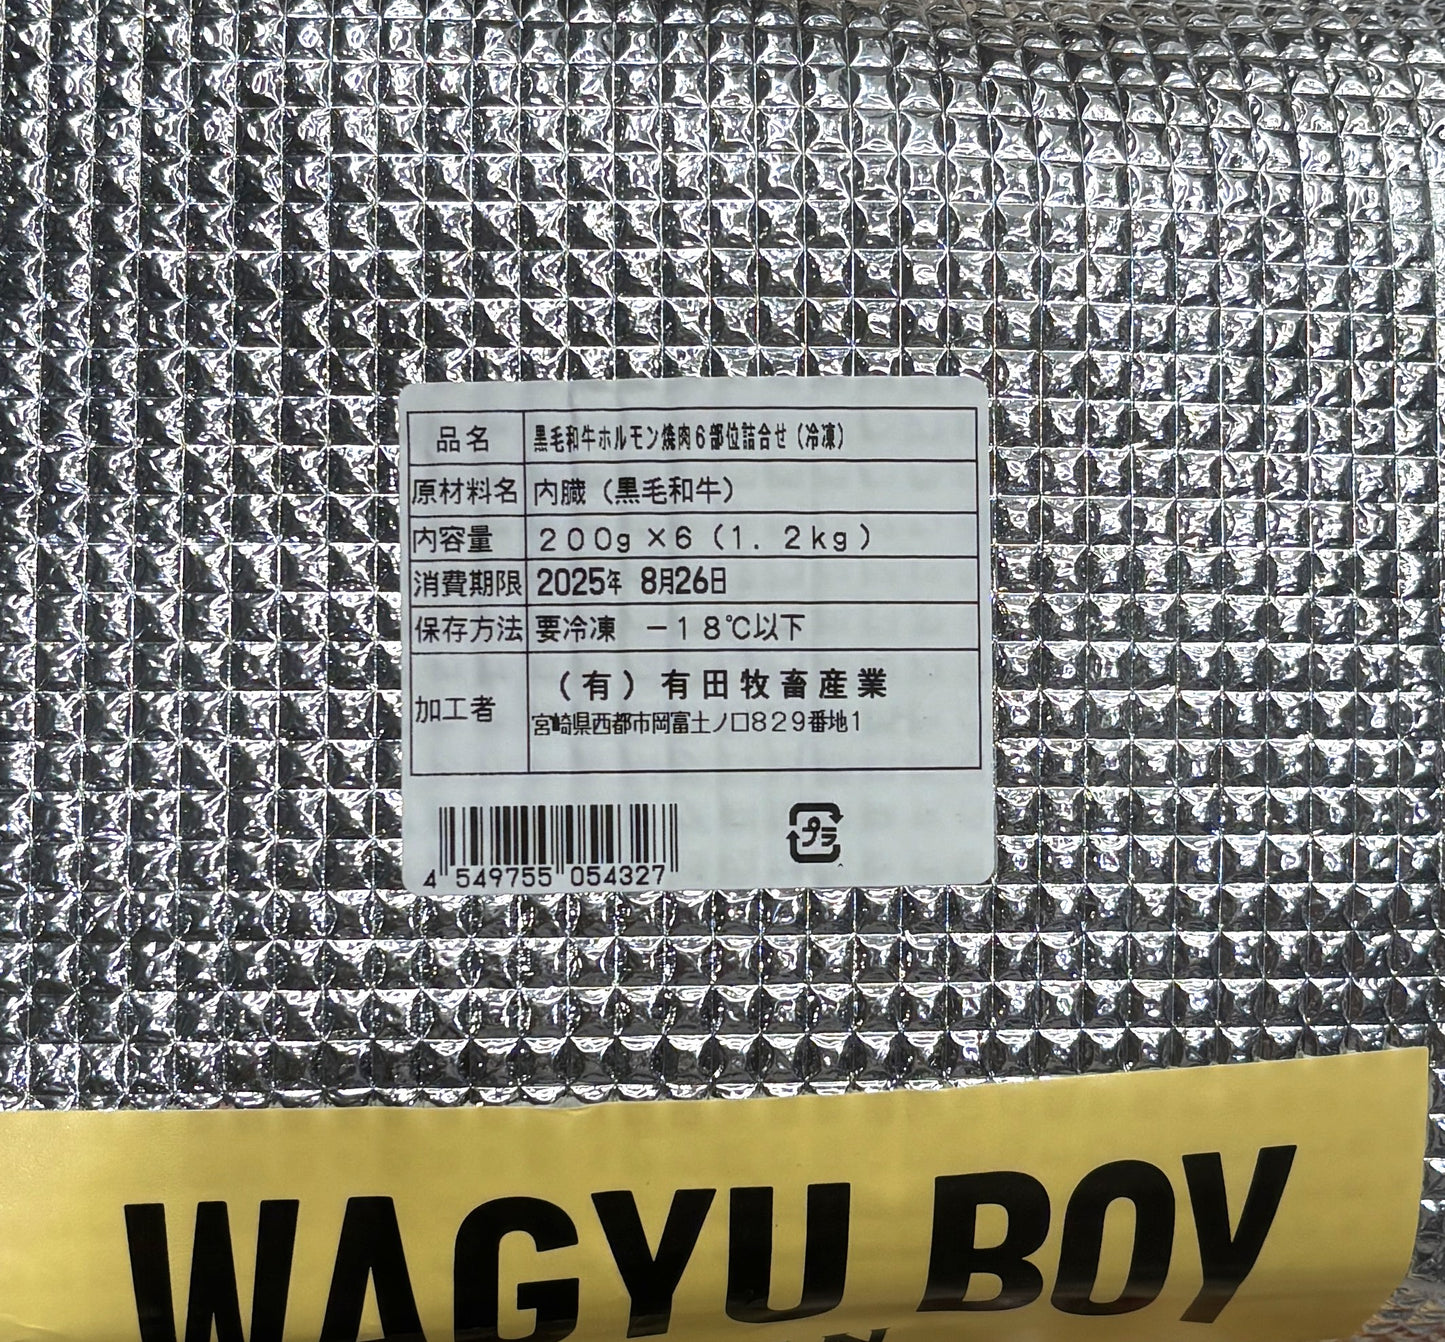 品名 黒毛和牛ホルモン焼肉6部位詰合せ(冷凍)
原材料名 内臓(黒毛和牛)
内容量 200g×6(1.2kg)
消費期限 2025年 8月26日
保存方法 要冷凍 -18℃以下
加工者 (有)有田牧畜産業
宮崎県西都市岡富土ノ口829番地1
プラ
4 549755 054327
WAGYU BOY